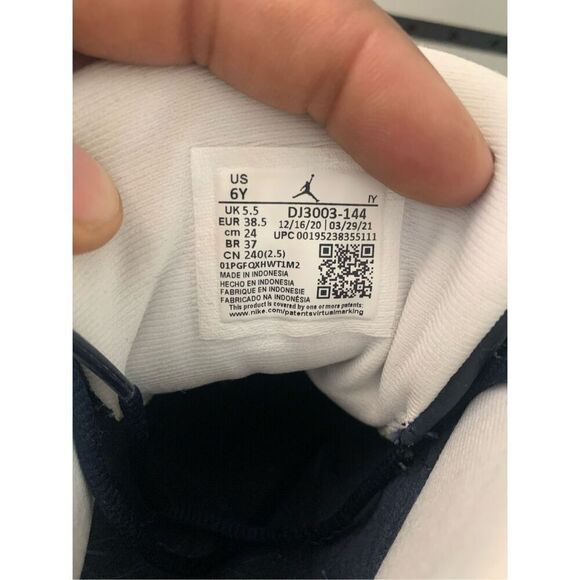 US
6Y
IY
UK 5.5
EUR 38.5
cm 24
BR 37
CN 240(2.5)
DJ3003-144
12/16/20 | 03/29/21
UPC 00195238355111
01PGFQXHWT1M2
MADE IN INDONESIA
HECHO EN INDONESIA
FABRIQUE EN INDONESIE
FABRICADO NA INDONÉSIA
This product is covered by one or more patents:
www.nike.com/patentsvirtualmarking